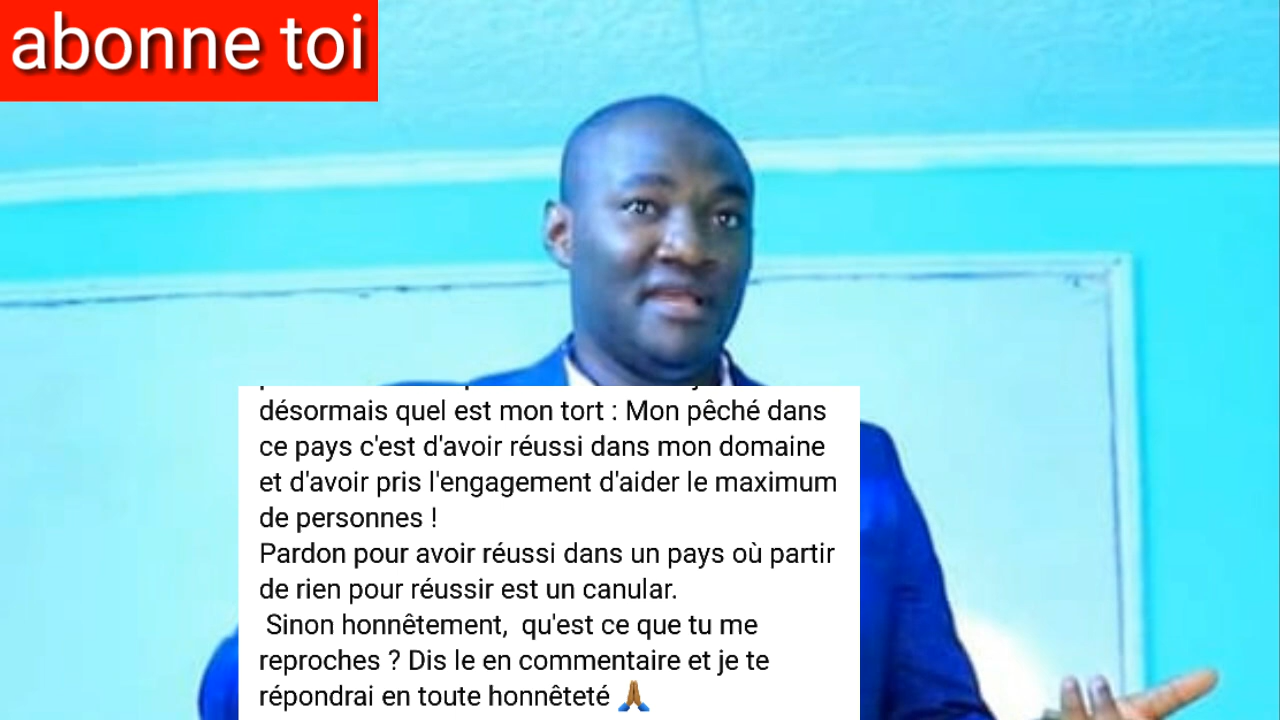 abonne toi
désormais quel est mon tort : Mon pêché dans
ce pays c'est d'avoir réussi dans mon domaine
et d'avoir pris l'engagement d'aider le maximum
de personnes !
Pardon pour avoir réussi dans un pays où partir
de rien pour réussir est un canular.
Sinon honnêtement, qu'est ce que tu me
reproches ? Dis le en commentaire et je te
répondrai en toute honnêteté 🙏🏾